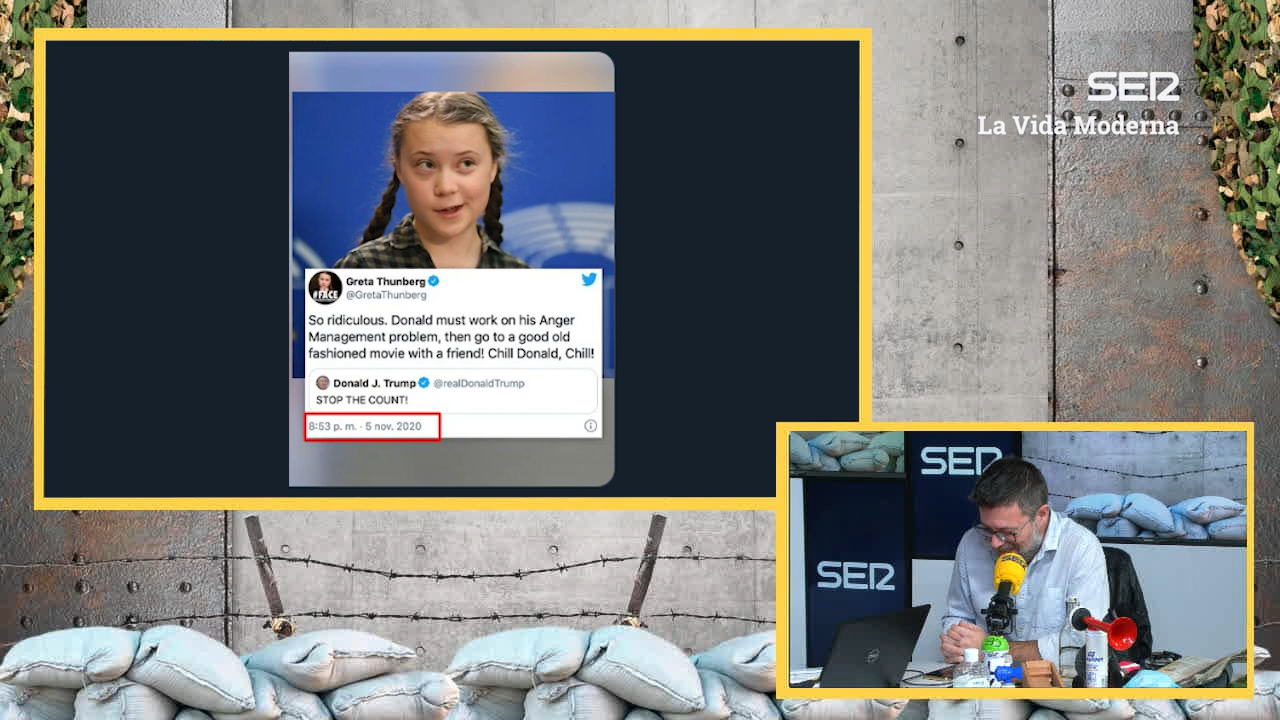 SER
La Vida Moderna
#FACE
Greta Thunberg
@GretaThunberg
So ridiculous. Donald must work on his Anger
Management problem, then go to a good old
fashioned movie with a friend! Chill Donald, Chill!
Donald J. Trump @realDonaldTrump
STOP THE COUNT!
8:53 p. m. · 5 nov. 2020
SER
SER
DELL